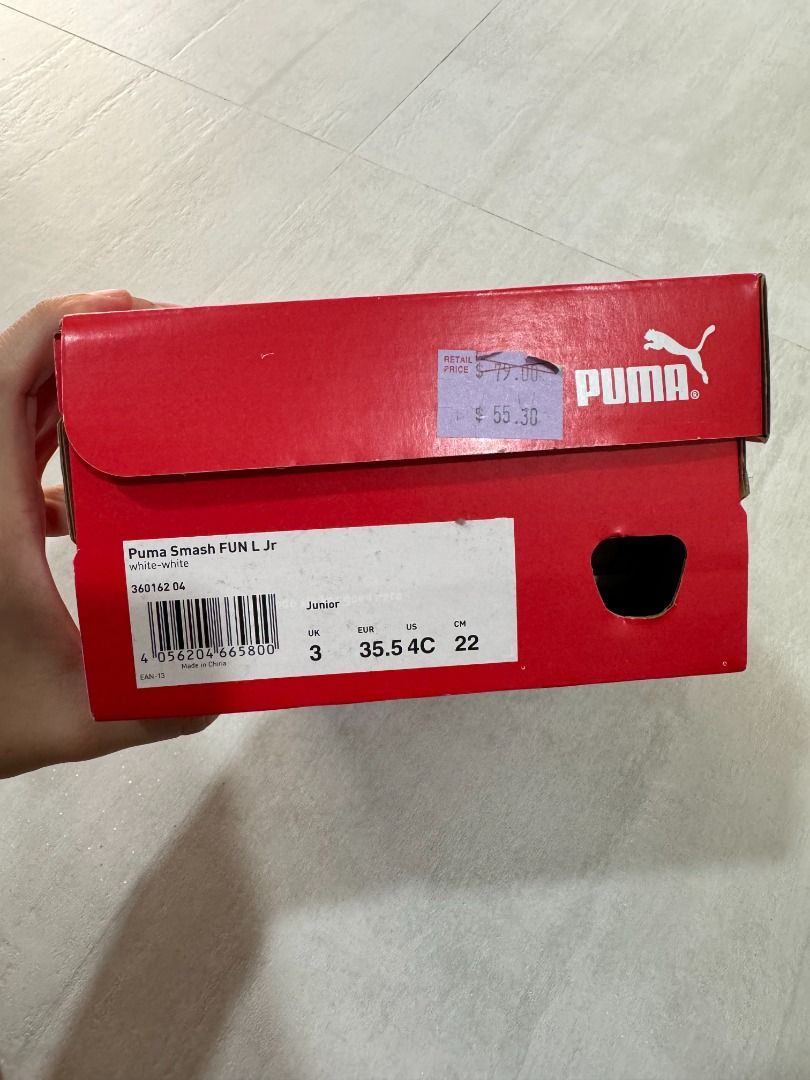 RETAIL
PRICE
$ 79.00
$ 55.30
PUMA®
Puma Smash FUN L Jr
white-white
360162 04
Junior
UK EUR US CM
3 35.5 4C 22
4 056204 665800
Made in China
EAN-13